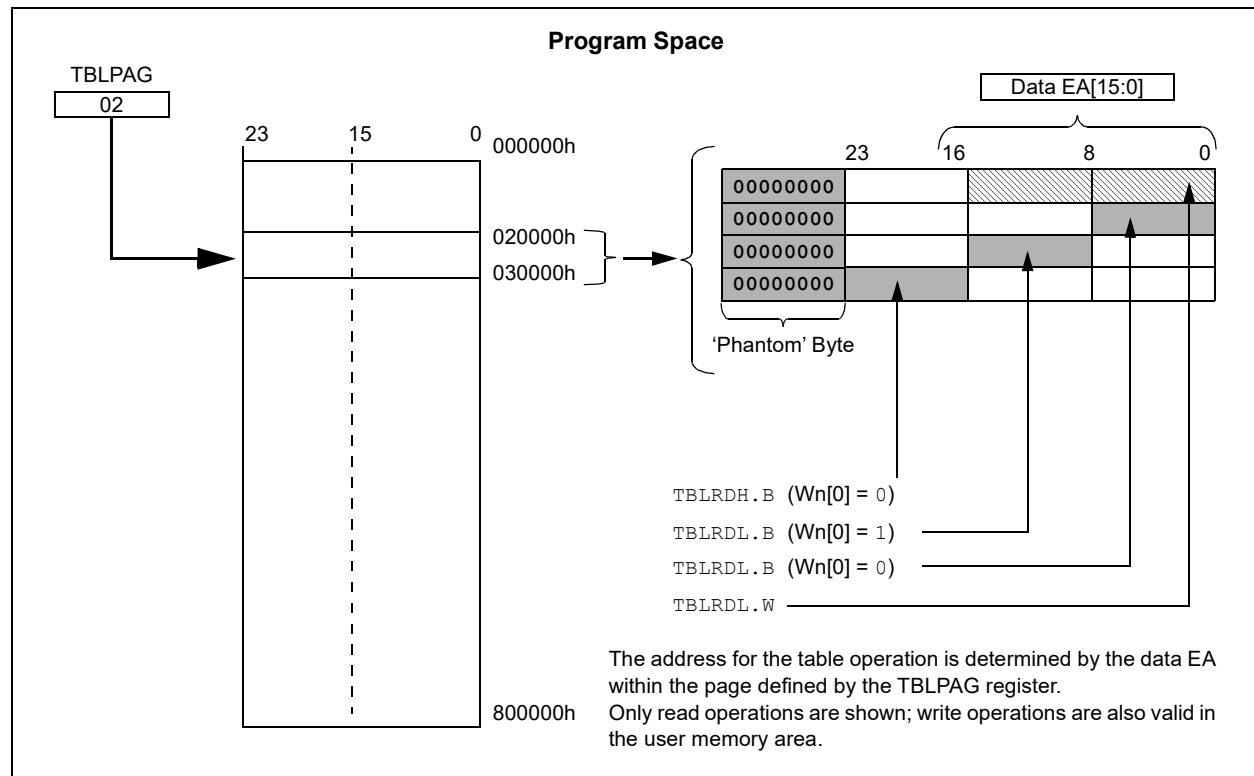 Program Space
TBLPAG
02
Data EA[15:0]
23 15 0
000000h
23 16 8 0
00000000
00000000
00000000
00000000
020000h
030000h
‘Phantom’ Byte
TBLRDH.B (Wn[0] = 0)
TBLRDL.B (Wn[0] = 1)
TBLRDL.B (Wn[0] = 0)
TBLRDL.W
The address for the table operation is determined by the data EA
within the page defined by the TBLPAG register.
Only read operations are shown; write operations are also valid in
the user memory area.
800000h